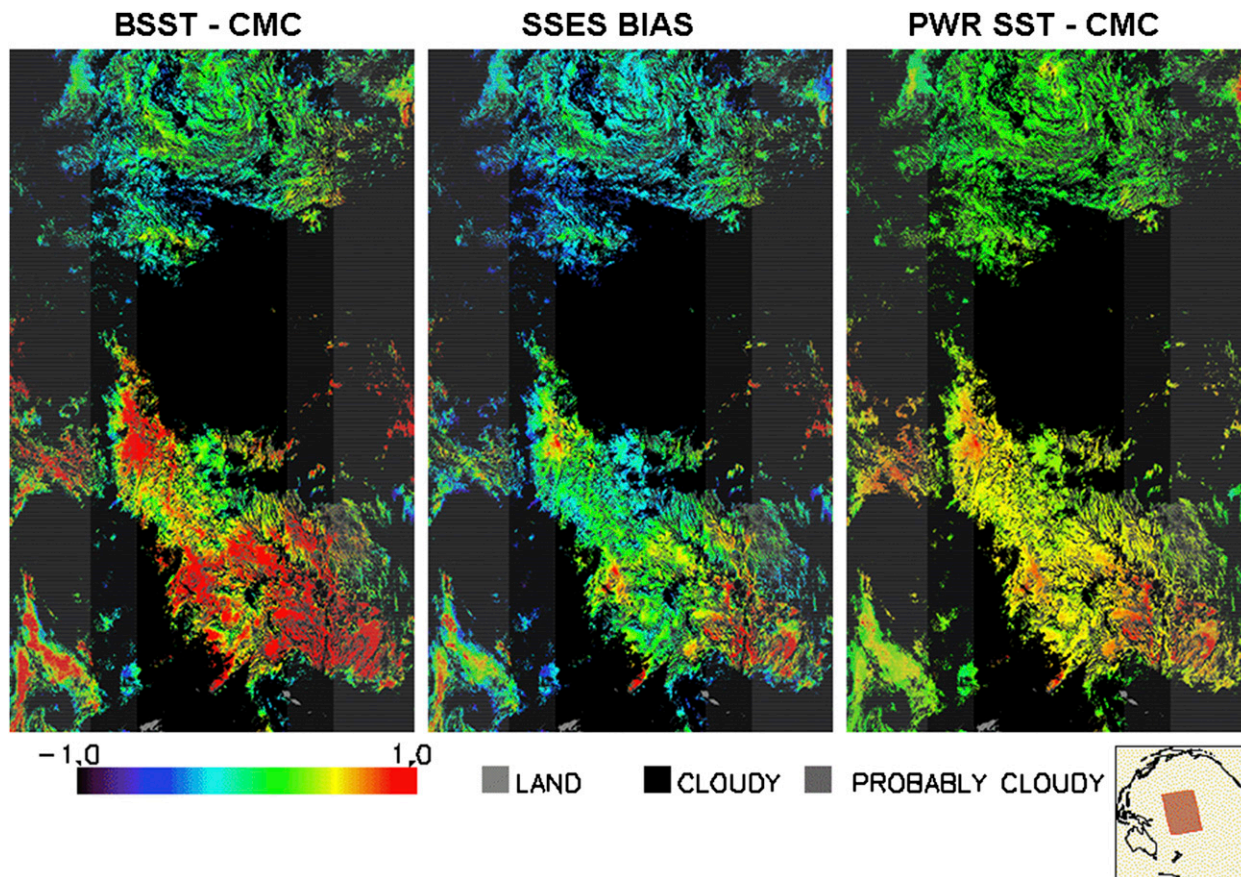 BSST - CMC
SSES BIAS
PWR SST - CMC
-1.0 1.0
LAND CLOUDY PROBABLY CLOUDY